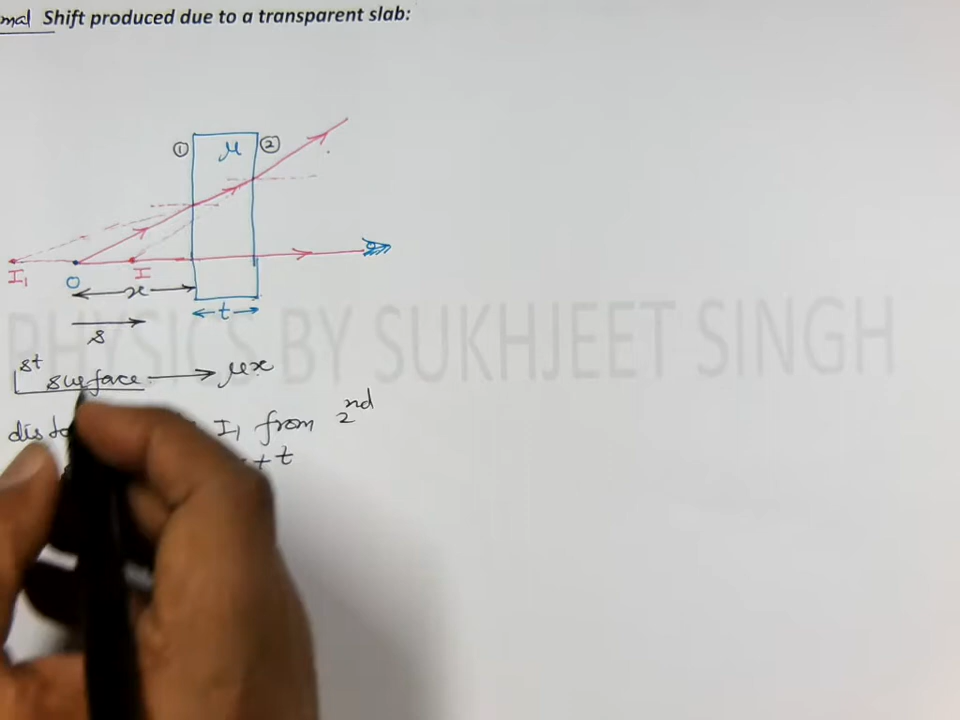 mal Shift produced due to a transparent slab:
① μ ②
I₁ O I
x
t
s
1st surface → μx
I₁ from 2nd
+ t
PHYSICS BY SUKHJEET SINGH